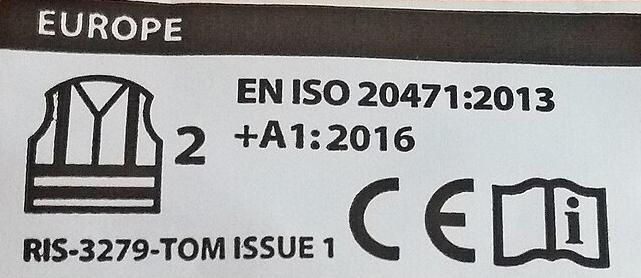 EUROPE
EN ISO 20471:2013
2 +A1:2016
RIS-3279-TOM ISSUE 1 CE i